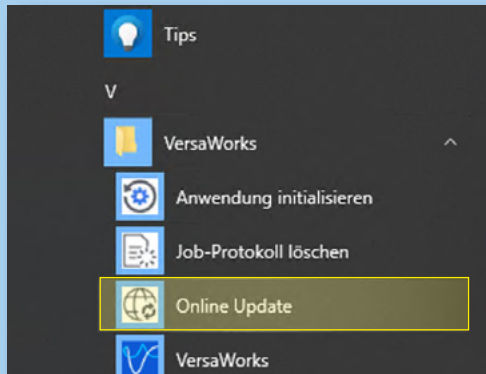 Tips
V
VersaWorks
Anwendung initialisieren
Job-Protokoll löschen
Online Update
VersaWorks